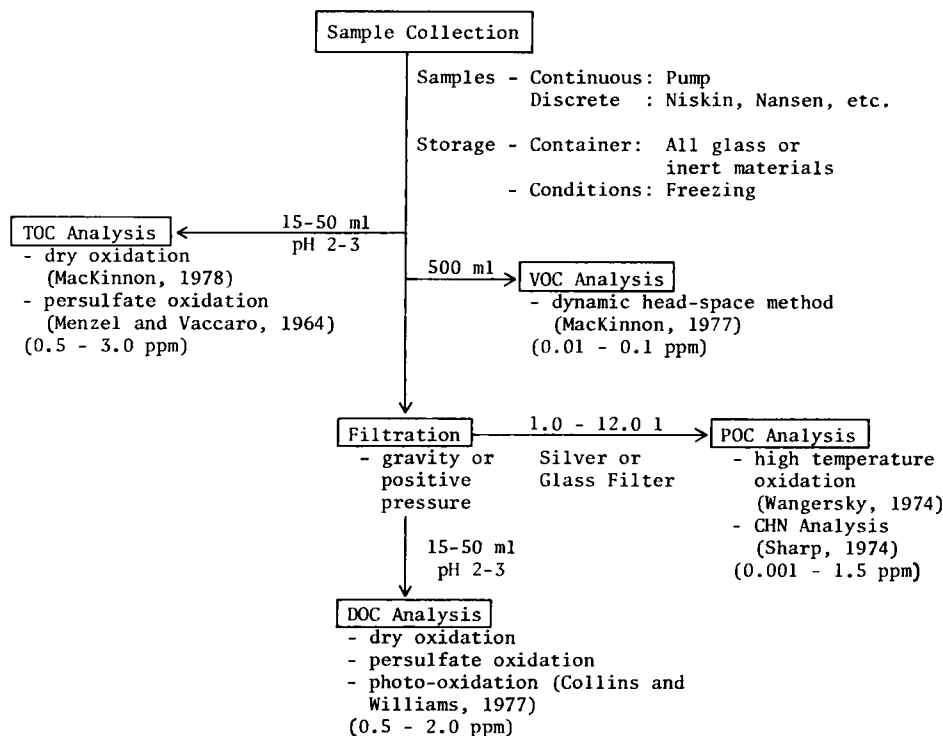 Sample Collection
Samples - Continuous: Pump
Discrete : Niskin, Nansen, etc.
Storage - Container: All glass or
inert materials
- Conditions: Freezing
15-50 ml
pH 2-3
TOC Analysis
- dry oxidation
(MacKinnon, 1978)
- persulfate oxidation
(Menzel and Vaccaro, 1964)
(0.5 - 3.0 ppm)
500 ml
VOC Analysis
- dynamic head-space method
(MacKinnon, 1977)
(0.01 - 0.1 ppm)
Filtration
- gravity or
positive
pressure
1.0 - 12.0 l
Silver or
Glass Filter
POC Analysis
- high temperature
oxidation
(Wangersky, 1974)
- CHN Analysis
(Sharp, 1974)
(0.001 - 1.5 ppm)
15-50 ml
pH 2-3
DOC Analysis
- dry oxidation
- persulfate oxidation
- photo-oxidation (Collins and
Williams, 1977)
(0.5 - 2.0 ppm)